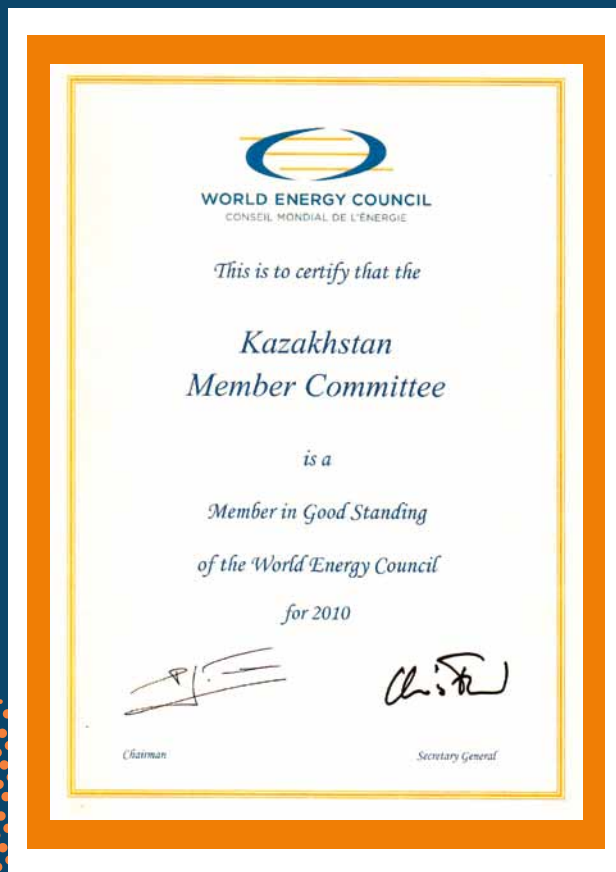 WORLD ENERGY COUNCIL
CONSEIL MONDIAL DE L'ÉNERGIE
This is to certify that the
Kazakhstan
Member Committee
is a
Member in Good Standing
of the World Energy Council
for 2010
Chairman
Secretary General